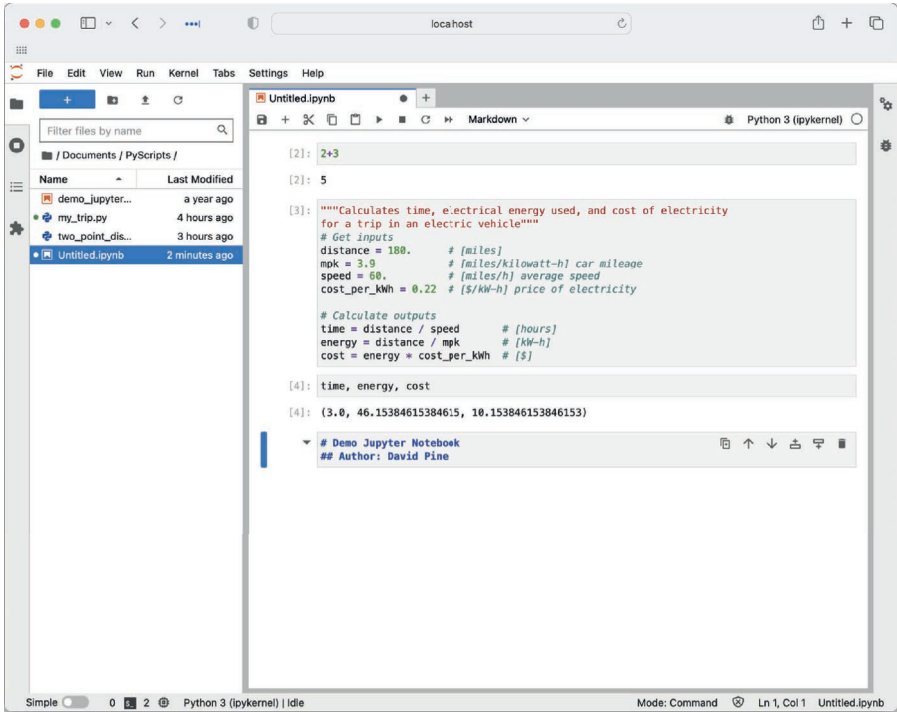 locahost
File Edit View Run Kernel Tabs Settings Help
Filter files by name
/ Documents / PyScripts /
Name Last Modified
demo_jupyter... a year ago
my_trip.py 4 hours ago
two_point_dis... 3 hours ago
Untitled.ipynb 2 minutes ago
Untitled.ipynb
Markdown Python 3 (ipykernel)
[2]: 2+3
[2]: 5
[3]: """Calculates time, electrical energy used, and cost of electricity
for a trip in an electric vehicle"""
# Get inputs
distance = 180. # [miles]
mpk = 3.9 # [miles/kilowatt-h] car mileage
speed = 60. # [miles/h] average speed
cost_per_kWh = 0.22 # [$/kW-h] price of electricity
# Calculate outputs
time = distance / speed # [hours]
energy = distance / mpk # [kW-h]
cost = energy * cost_per_kWh # [$]
[4]: time, energy, cost
[4]: (3.0, 46.15384615384615, 10.153846153846153)
# Demo Jupyter Notebook
## Author: David Pine
Simple 0 2 Python 3 (ipykernel) | Idle Mode: Command Ln 1, Col 1 Untitled.ipynb